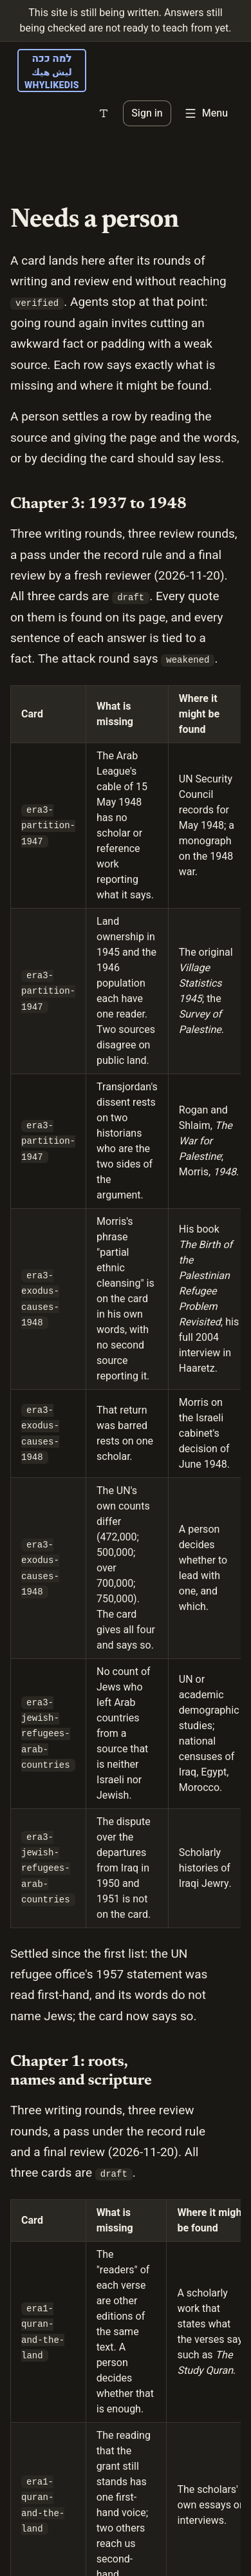 This site is still being written. Answers still
being checked are not ready to teach from yet.
למה ככה
ليش هيك
WHYLIKEDIS
Sign in
Menu
Needs a person
A card lands here after its rounds of
writing and review end without reaching
verified. Agents stop at that point:
going round again invites cutting an
awkward fact or padding with a weak
source. Each row says exactly what is
missing and where it might be found.
A person settles a row by reading the
source and giving the page and the words,
or by deciding the card should say less.
Chapter 3: 1937 to 1948
Three writing rounds, three review rounds,
a pass under the record rule and a final
review by a fresh reviewer (2026-11-20).
All three cards are draft. Every quote
on them is found on its page, and every
sentence of each answer is tied to a
fact. The attack round says weakened.
Card
What is
missing
Where it
might be
found
era3-
partition-
1947
The Arab
League's
cable of 15
May 1948
has no
scholar or
reference
work
reporting
what it says.
UN Security
Council
records for
May 1948; a
monograph
on the 1948
war.
era3-
partition-
1947
Land
ownership in
1945 and the
1946
population
each have
one reader.
Two sources
disagree on
public land.
The original
Village
Statistics
1945; the
Survey of
Palestine.
era3-
partition-
1947
Transjordan's
dissent rests
on two
historians
who are the
two sides of
the
argument.
Rogan and
Shlaim, The
War for
Palestine;
Morris, 1948.
era3-
exodus-
causes-
1948
Morris's
phrase
"partial
ethnic
cleansing" is
on the card
in his own
words, with
no second
source
reporting it.
His book
The Birth of
the
Palestinian
Refugee
Problem
Revisited; his
full 2004
interview in
Haaretz.
era3-
exodus-
causes-
1948
That return
was barred
rests on one
scholar.
Morris on
the Israeli
cabinet's
decision of
June 1948.
era3-
exodus-
causes-
1948
The UN's
own counts
differ
(472,000;
500,000;
over
700,000;
750,000).
The card
gives all four
and says so.
A person
decides
whether to
lead with
one, and
which.
era3-
jewish-
refugees-
arab-
countries
No count of
Jews who
left Arab
countries
from a
source that
is neither
Israeli nor
Jewish.
UN or
academic
demographic
studies;
national
censuses of
Iraq, Egypt,
Morocco.
era3-
jewish-
refugees-
arab-
countries
The dispute
over the
departures
from Iraq in
1950 and
1951 is not
on the card.
Scholarly
histories of
Iraqi Jewry.
Settled since the first list: the UN
refugee office's 1957 statement was
read first-hand, and its words do not
name Jews; the card now says so.
Chapter 1: roots,
names and scripture
Three writing rounds, three review
rounds, a pass under the record rule
and a final review (2026-11-20). All
three cards are draft.
Card
What is
missing
Where it
be found
era1-
quran-
and-the-
land
The
"readers" of
each verse
are other
editions of
the same
text. A
person
decides
whether that
is enough.
A scholarly
work that
states what
the verses say
such as The
Study Quran.
era1-
quran-
and-the-
land
The reading
that the
grant still
stands has
one first-
hand voice;
two others
reach us
second-
The scholars'
own essays or
interviews.